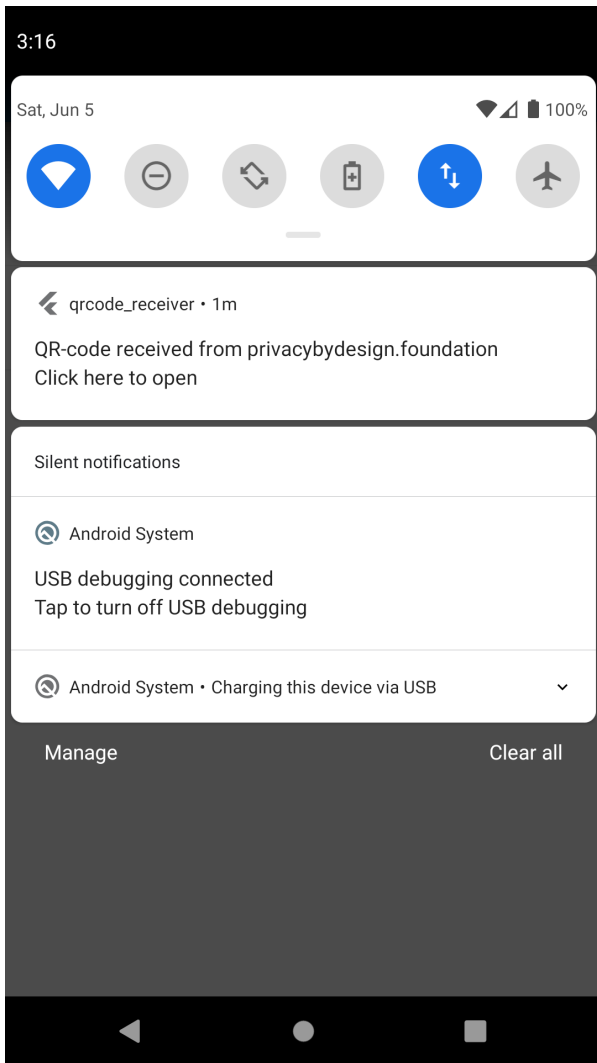 3:16
Sat, Jun 5
100%
qrcode_receiver • 1m
QR-code received from privacybydesign.foundation
Click here to open
Silent notifications
Android System
USB debugging connected
Tap to turn off USB debugging
Android System • Charging this device via USB
Manage
Clear all